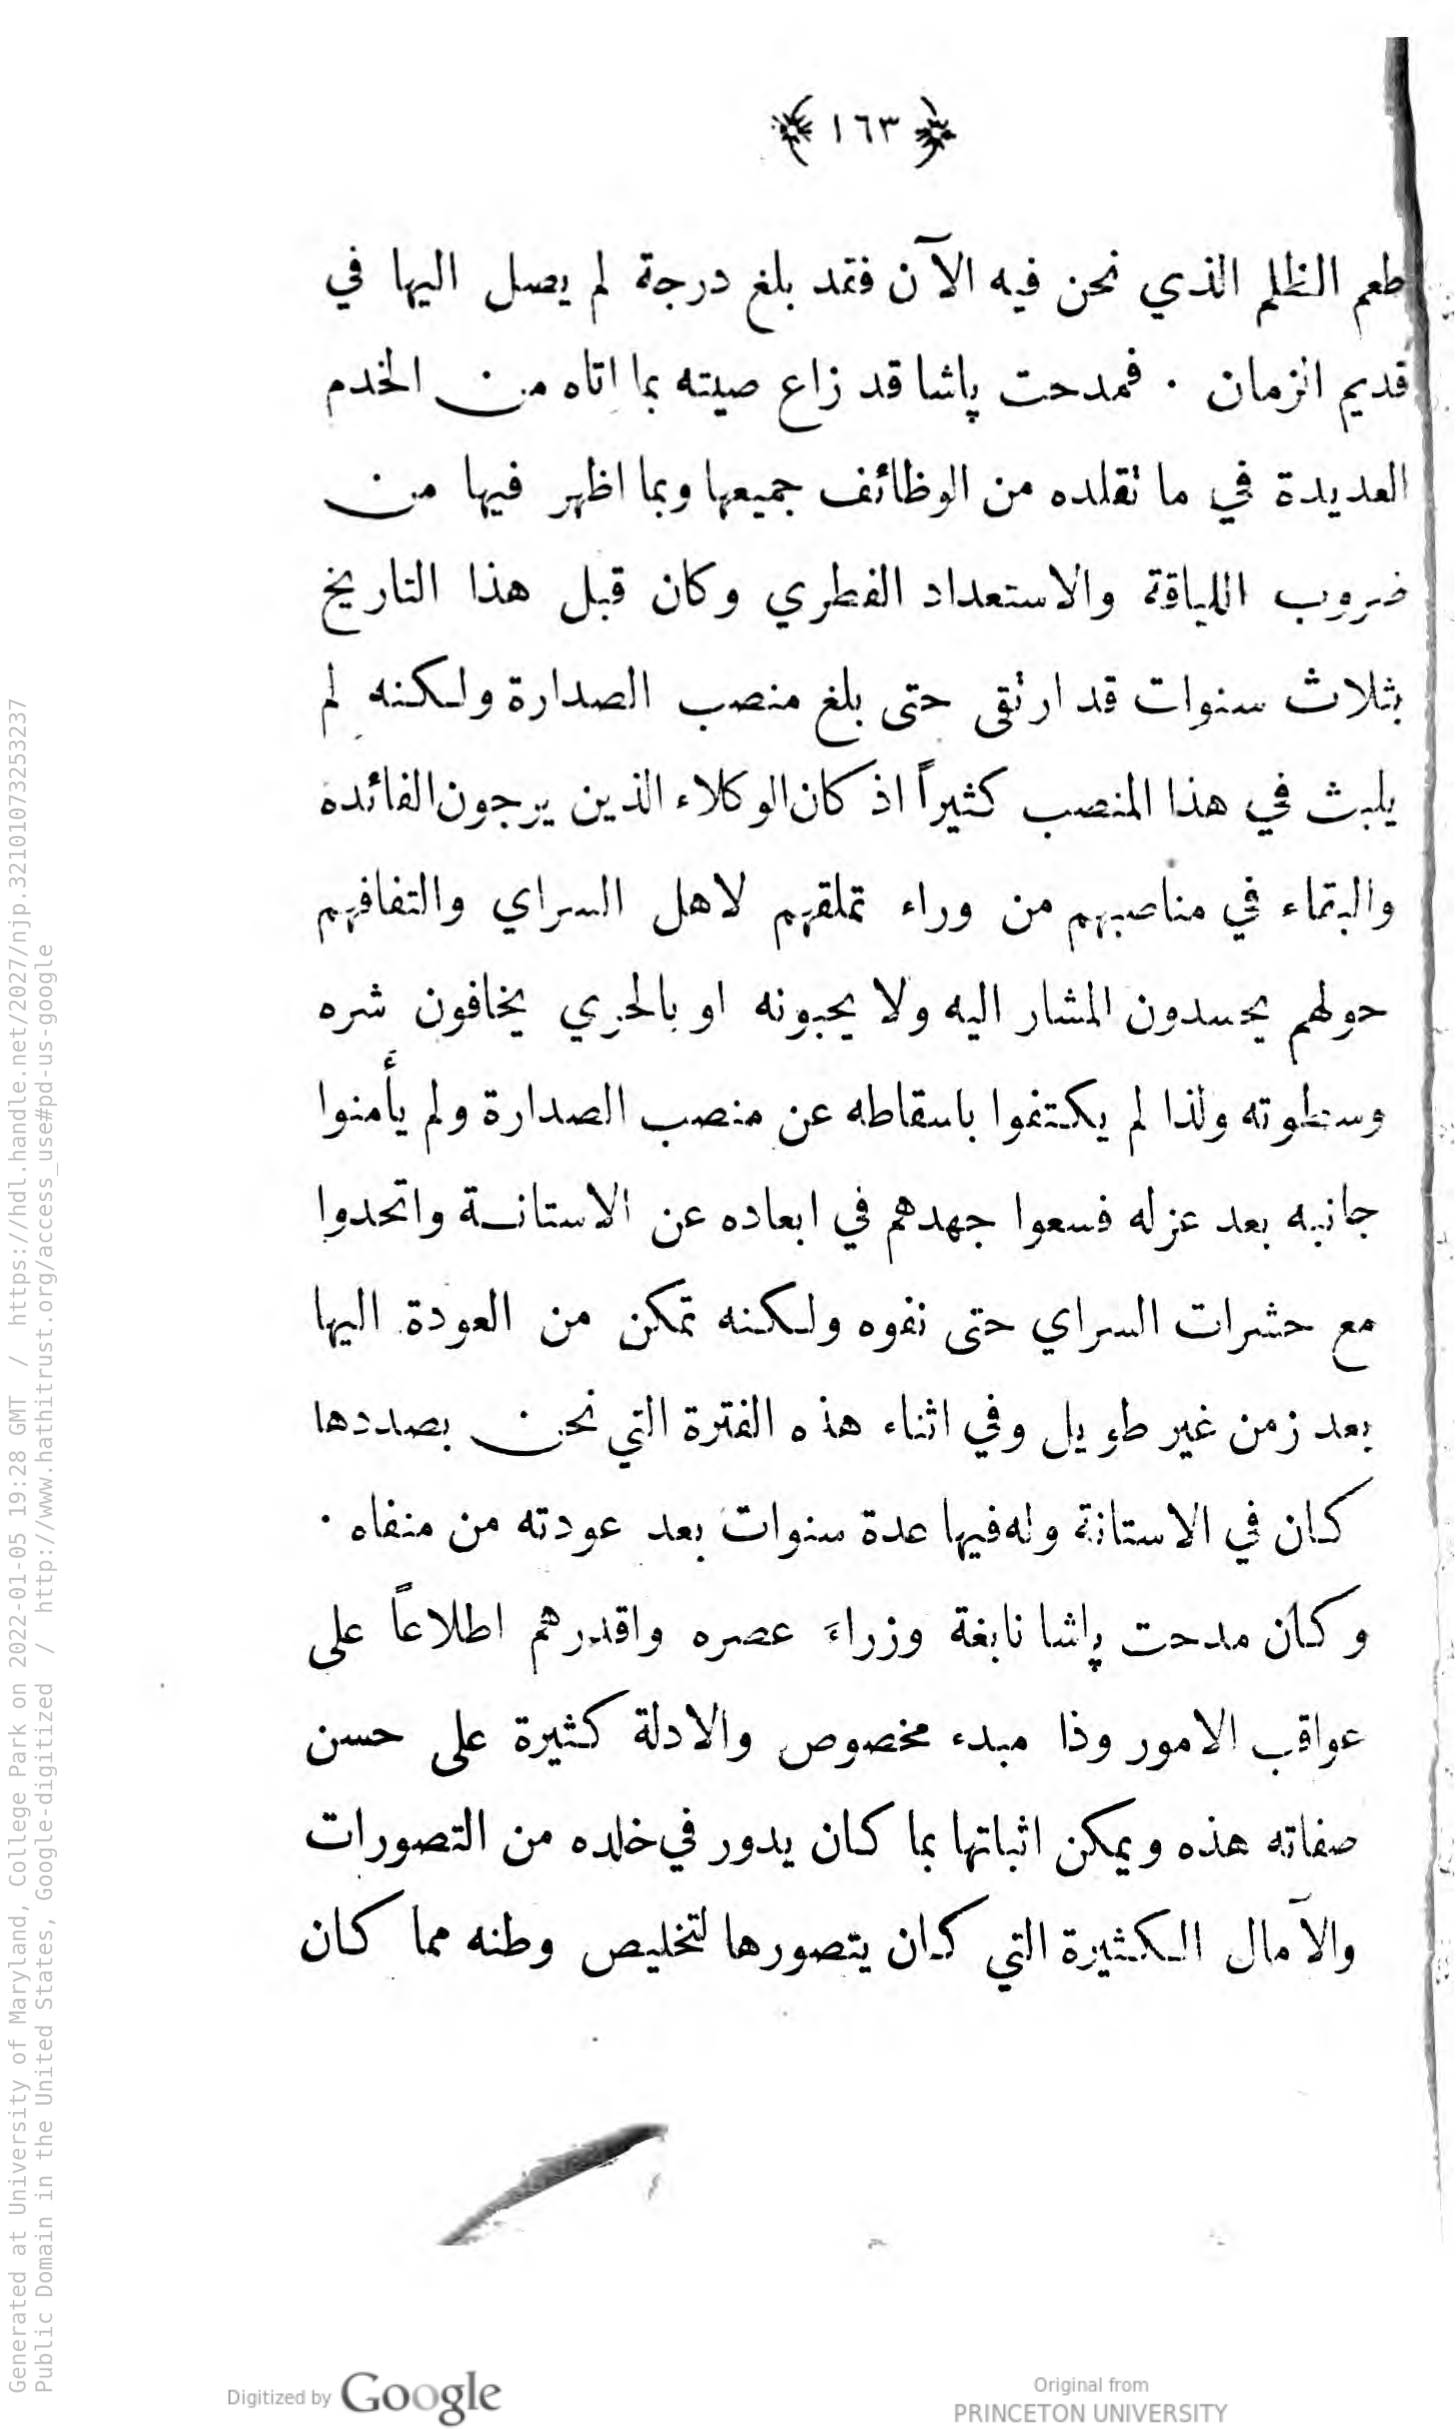 ﴿ ١٦٣ ﴾
طعم الظلم الذي نحن فيه الآن فقد بلغ درجة لم يصل اليها في
قديم الزمان ٠ فمدحت پاشا قد زاع صيته بما اتاه من الخدم
العديدة في ما تقلده من الوظائف جميعها وبما اظهر فيها من
ضروب اللياقة والاستعداد الفطري وكان قبل هذا التاريخ
بثلاث سنوات قد ارتقى حتى بلغ منصب الصدارة ولكنه لم
يلبث في هذا المنصب كثيراً اذ كان الوكلاء الذين يرجون الفائدة
والبقاء في مناصبهم من وراء تملقهم لاهل السراي والتفافهم
حولهم يحسدون المشار اليه ولا يحبونه او بالحري يخافون شره
وسطوته ولذا لم يكتفوا باسقاطه عن منصب الصدارة ولم يأمنوا
جانبه بعد عزله فسعوا جهدهم في ابعاده عن الاستانة واتحدوا
مع حشرات السراي حتى نفوه ولكنه تمكن من العودة اليها
بعد زمن غير طويل وفي اثناء هذه الفترة التي نحن بصددها
كان في الاستانة وله فيها عدة سنوات بعد عودته من منفاه ٠
وكان مدحت پاشا نابغة وزراءَ عصره واقدرهم اطلاعاً على
عواقب الامور وذا مبدء مخصوص والادلة كثيرة على حسن
صفاته هذه ويمكن اثباتها بما كان يدور في خلده من التصورات
والآمال الكثيرة التي كان يتصورها لتخليص وطنه مما كان
Digitized by Google
Original from
PRINCETON UNIVERSITY
Generated at University of Maryland, College Park on 2022-01-05 19:28 GMT / https://hdl.handle.net/2027/njp.32101073253237
Public Domain in the United States, Google-digitized / http://www.hathitrust.org/access_use#pd-us-google